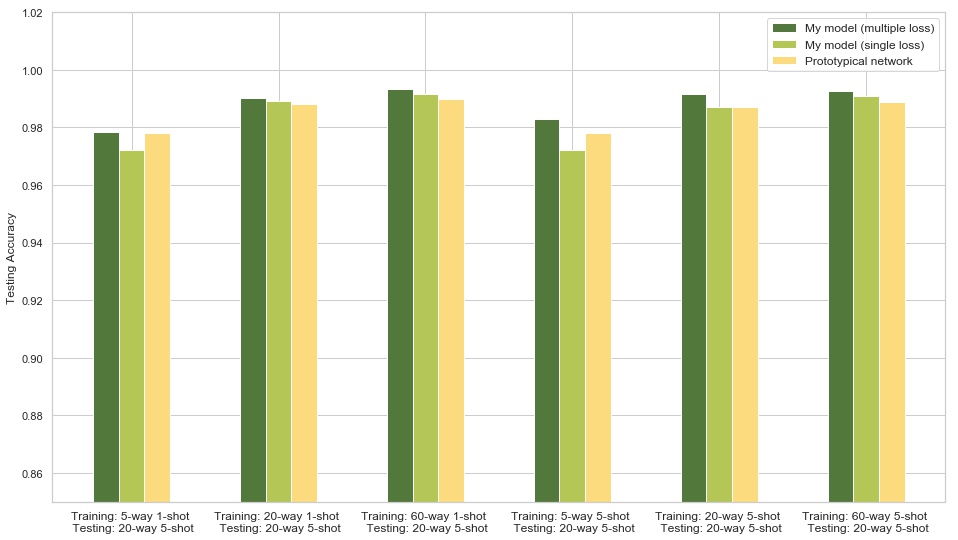 1.02
1.00
0.98
0.96
0.94
0.92
0.90
0.88
0.86
Testing Accuracy
My model (multiple loss)
My model (single loss)
Prototypical network
Training: 5-way 1-shot
Testing: 20-way 5-shot
Training: 20-way 1-shot
Testing: 20-way 5-shot
Training: 60-way 1-shot
Testing: 20-way 5-shot
Training: 5-way 5-shot
Testing: 20-way 5-shot
Training: 20-way 5-shot
Testing: 20-way 5-shot
Training: 60-way 5-shot
Testing: 20-way 5-shot